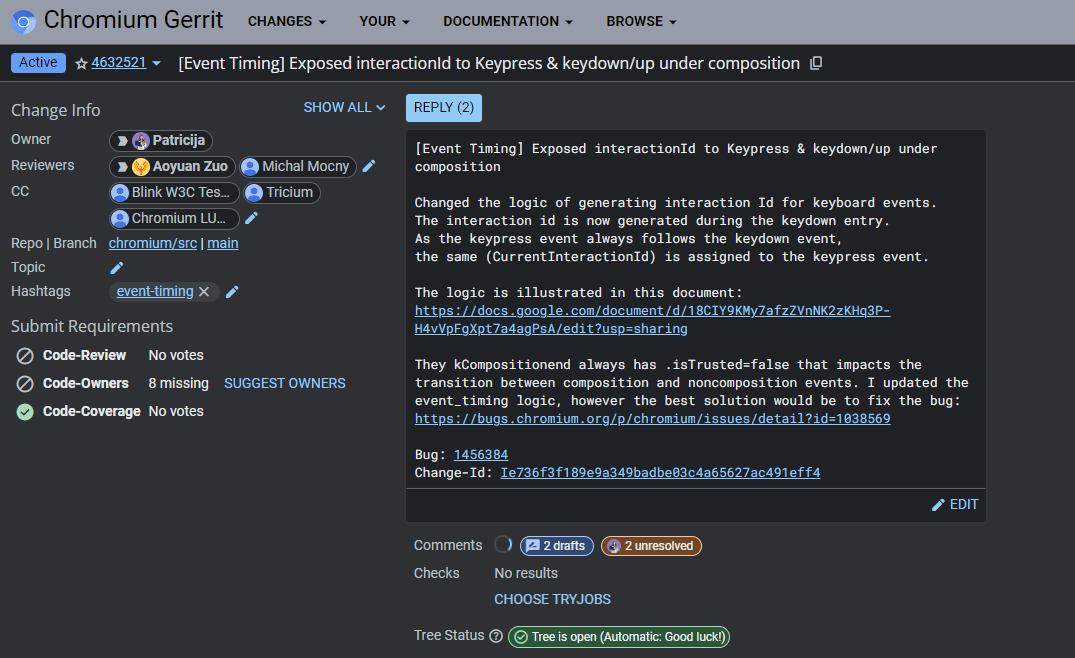 Chromium Gerrit CHANGES YOUR DOCUMENTATION BROWSE
Active 4632521 [Event Timing] Exposed interactionId to Keypress & keydown/up under composition
Change Info SHOW ALL
Owner Patricija
Reviewers Aoyuan Zuo Michal Mocny
CC Blink W3C Tes... Tricium
Chromium LU...
Repo | Branch chromium/src | main
Topic
Hashtags event-timing
Submit Requirements
Code-Review No votes
Code-Owners 8 missing SUGGEST OWNERS
Code-Coverage No votes
REPLY (2)
[Event Timing] Exposed interactionId to Keypress & keydown/up under
composition
Changed the logic of generating interaction Id for keyboard events.
The interaction id is now generated during the keydown entry.
As the keypress event always follows the keydown event,
the same (CurrentInteractionId) is assigned to the keypress event.
The logic is illustrated in this document:
https://docs.google.com/document/d/18CIY9KMy7afzZVnNK2zKHq3P-
H4vVpFgXpt7a4agPsA/edit?usp=sharing
They kCompositionend always has .isTrusted=false that impacts the
transition between composition and noncomposition events. I updated the
event_timing logic, however the best solution would be to fix the bug:
https://bugs.chromium.org/p/chromium/issues/detail?id=1038569
Bug: 1456384
Change-Id: Ie736f3f189e9a349badbe03c4a65627ac491eff4
EDIT
Comments 2 drafts 2 unresolved
Checks No results
CHOOSE TRYJOBS
Tree Status Tree is open (Automatic: Good luck!)